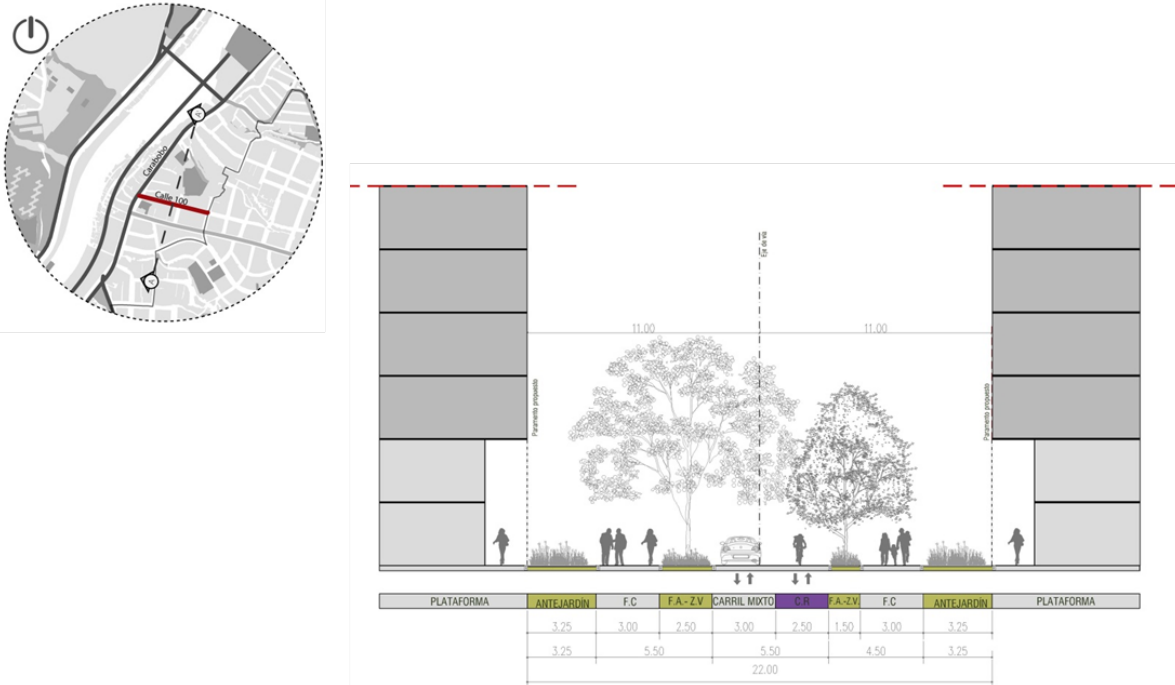 Carabobo
Calle 100
A
A
Eje de vía
11.00
11.00
Paramento propuesto
Paramento propuesto
PLATAFORMA
ANTEJARDÍN
F.C
F.A.- Z.V
CARRIL MIXTO
C.R
F.A.-Z.V
F.C
ANTEJARDÍN
PLATAFORMA
3.25
3.00
2.50
3.00
2.50
1.50
3.00
3.25
3.25
5.50
5.50
4.50
3.25
22.00